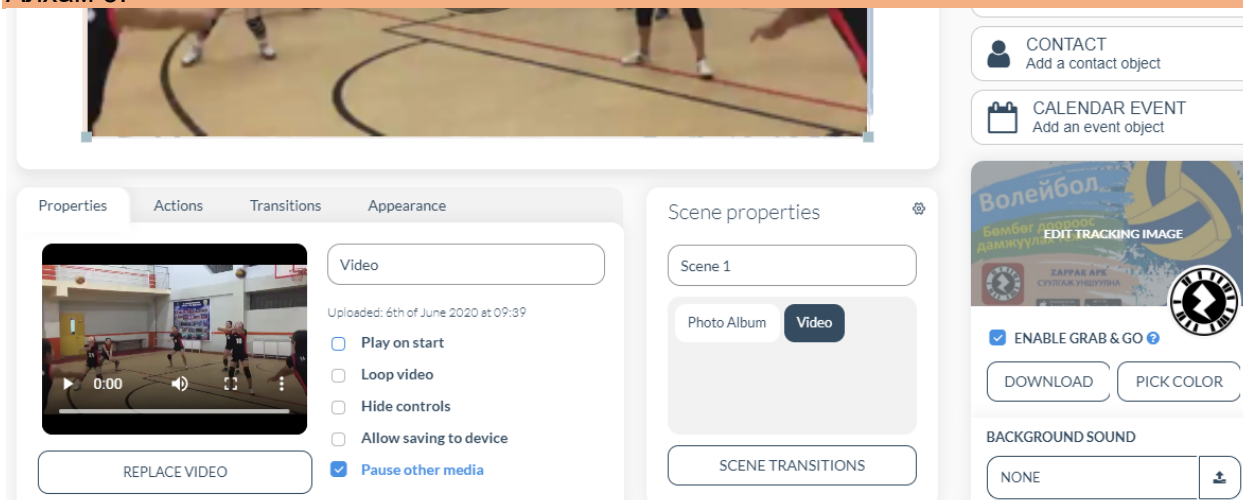 CONTACT
Add a contact object
CALENDAR EVENT
Add an event object
Properties
Actions
Transitions
Appearance
Video
Uploaded: 6th of June 2020 at 09:39
Play on start
Loop video
Hide controls
Allow saving to device
Pause other media
0:00
REPLACE VIDEO
Scene properties
Scene 1
Photo Album
Video
SCENE TRANSITIONS
Волейбол
EDIT TRACKING IMAGE
ZAPPAR АРК
СУУЛГАЖ УНШУУЛНА
ENABLE GRAB & GO
DOWNLOAD
PICK COLOR
BACKGROUND SOUND
NONE